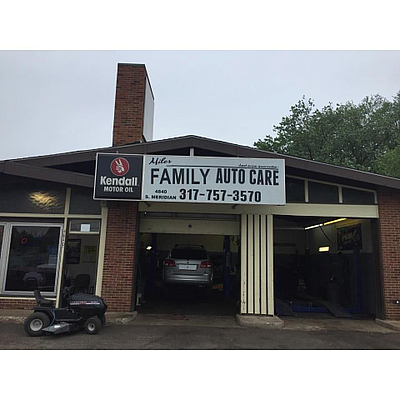 Kendall
MOTOR OIL
Miles
FAMILY AUTO CARE
4640
S. MERIDIAN
317-757-3570